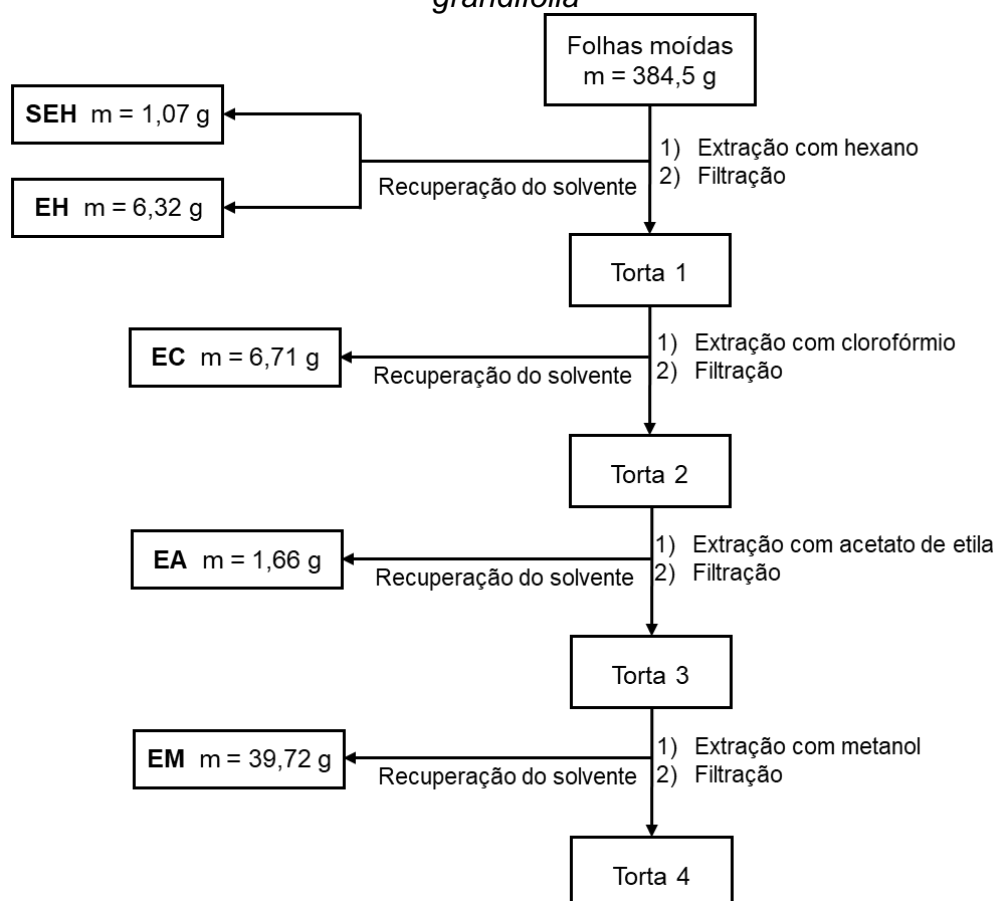 grandifolia
Folhas moídas
m = 384,5 g
SEH m = 1,07 g
1) Extração com hexano
2) Filtração
Recuperação do solvente
EH m = 6,32 g
Torta 1
1) Extração com clorofórmio
2) Filtração
EC m = 6,71 g
Recuperação do solvente
Torta 2
1) Extração com acetato de etila
2) Filtração
EA m = 1,66 g
Recuperação do solvente
Torta 3
1) Extração com metanol
2) Filtração
EM m = 39,72 g
Recuperação do solvente
Torta 4